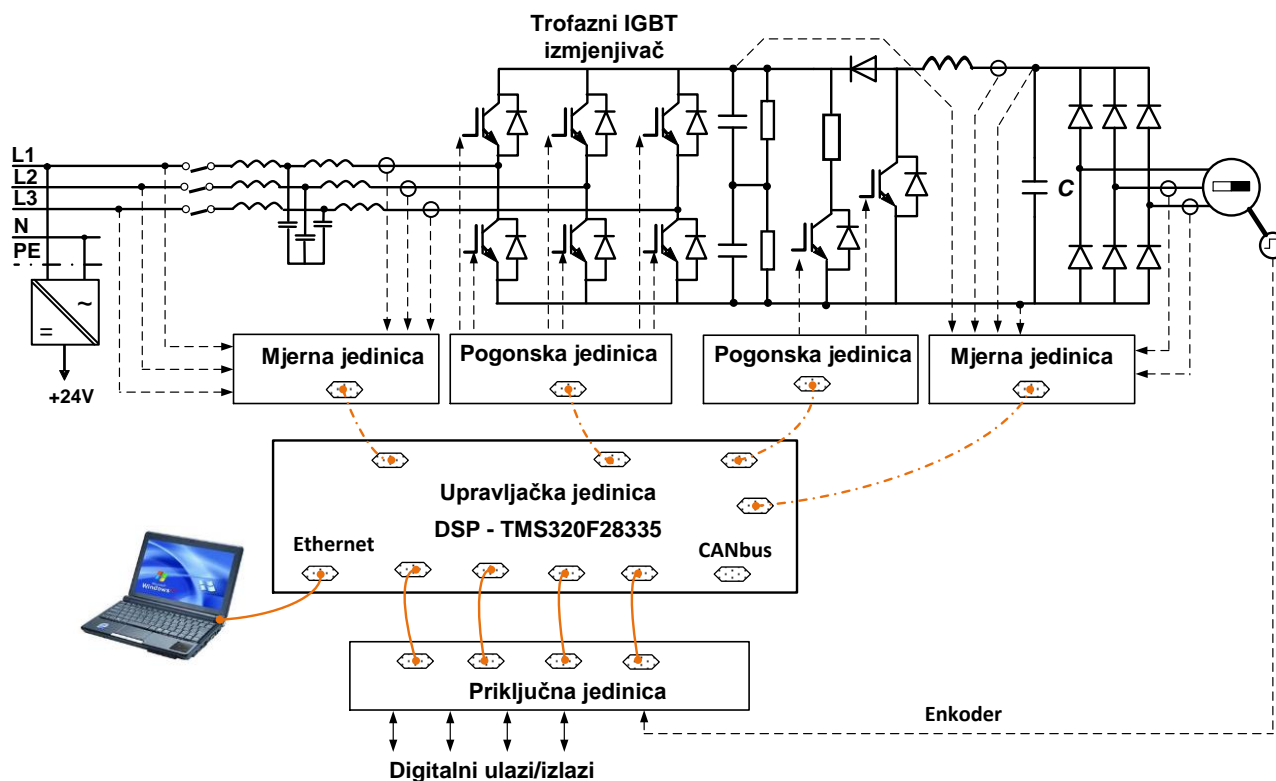 Trofazni IGBT
izmjenjivač
L1
L2
L3
N
PE
~
=
+24V
C
Mjerna jedinica
Pogonska jedinica
Pogonska jedinica
Mjerna jedinica
Upravljačka jedinica
DSP - TMS320F28335
Ethernet
CANbus
Windows
Priključna jedinica
Enkoder
Digitalni ulazi/izlazi